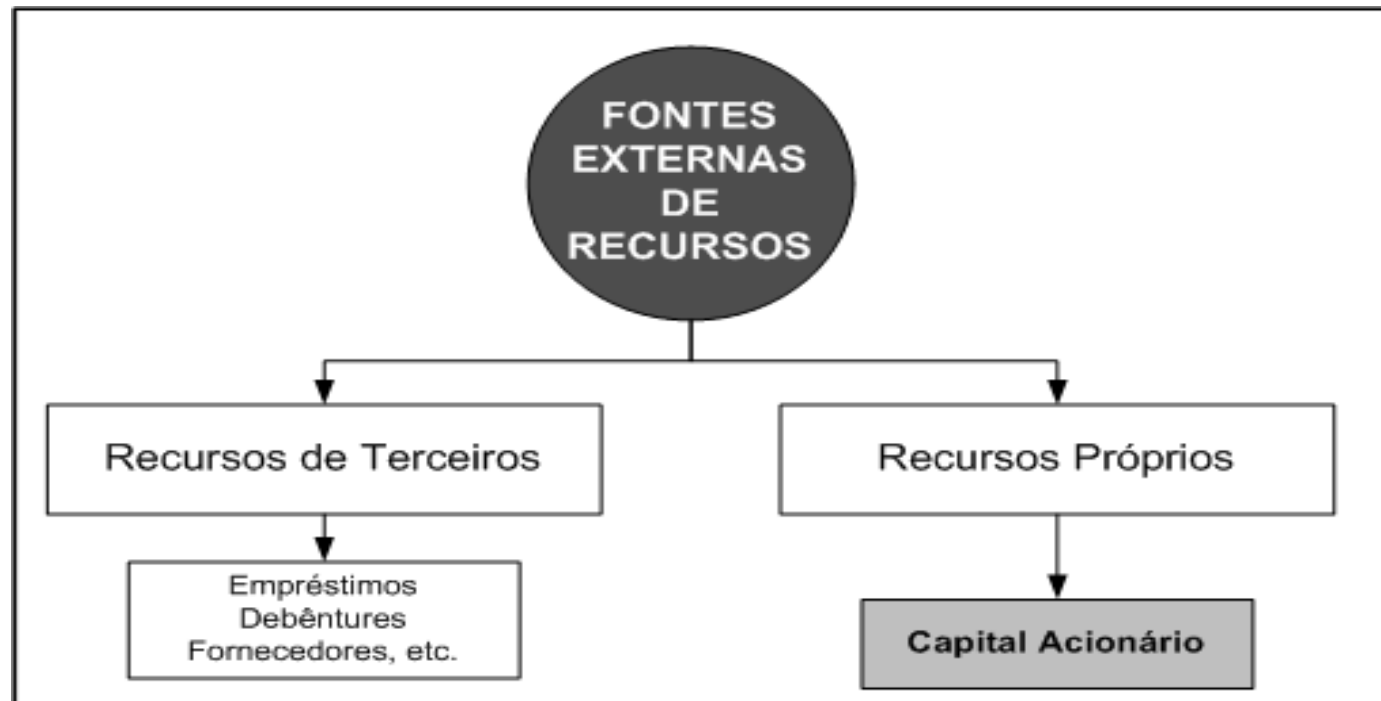 FONTES
EXTERNAS
DE
RECURSOS
Recursos de Terceiros
Recursos Próprios
Empréstimos
Debêntures
Fornecedores, etc.
Capital Acionário